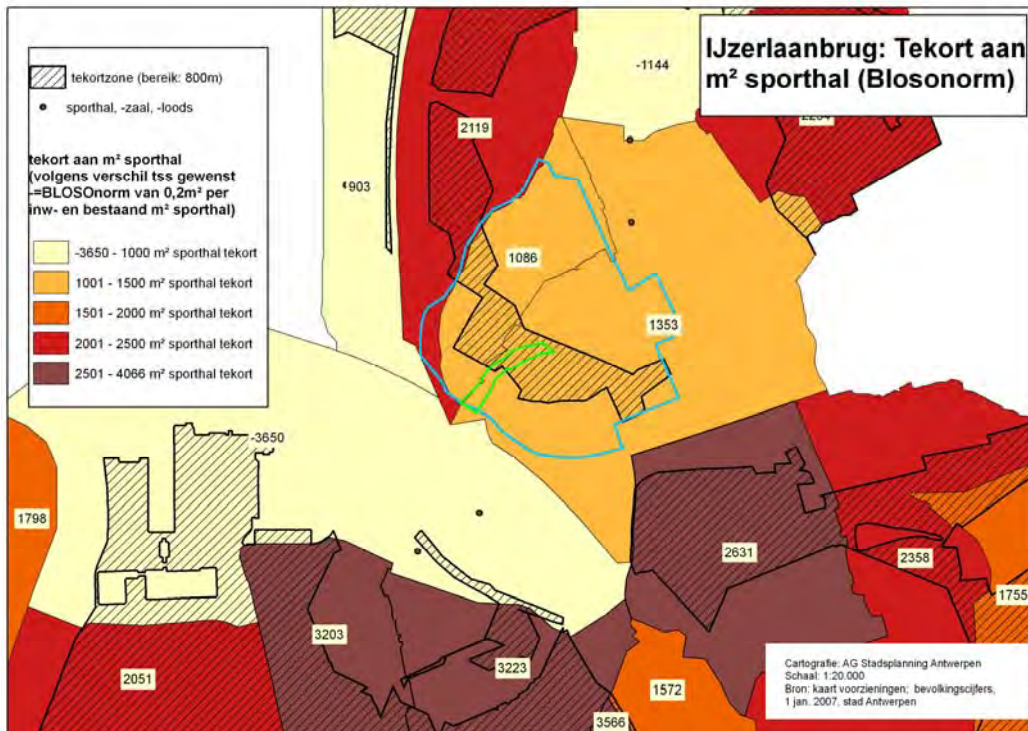 IJzerlaanbrug: Tekort aan
m² sporthal (Blosonorm)
tekortzone (bereik: 800m)
sporthal, -zaal, -loods
tekort aan m² sporthal
(volgens verschil tss gewenst
-=BLOSOnorm van 0,2m² per
inw- en bestaand m² sporthal)
-3650 - 1000 m² sporthal tekort
1001 - 1500 m² sporthal tekort
1501 - 2000 m² sporthal tekort
2001 - 2500 m² sporthal tekort
2501 - 4066 m² sporthal tekort
-1144
2119
903
1086
1353
-3650
1798
2631
2358
1755
3203
3223
2051
1572
3566
Cartografie: AG Stadsplanning Antwerpen
Schaal: 1:20.000
Bron: kaart voorzieningen; bevolkingscijfers,
1 jan. 2007, stad Antwerpen